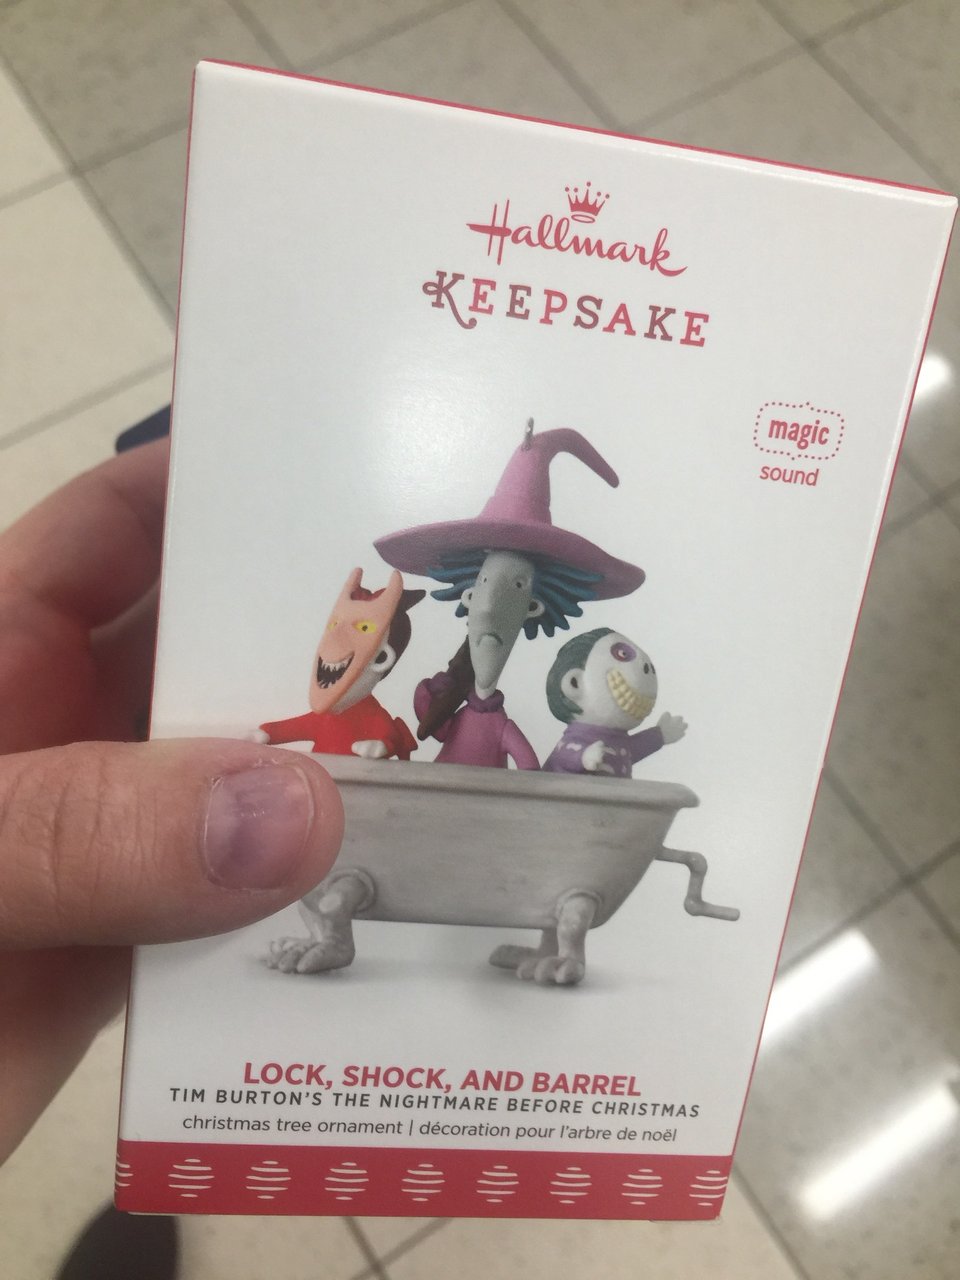 Hallmark
KEEPSAKE
magic
sound
LOCK, SHOCK, AND BARREL
TIM BURTON'S THE NIGHTMARE BEFORE CHRISTMAS
christmas tree ornament | décoration pour l'arbre de noël